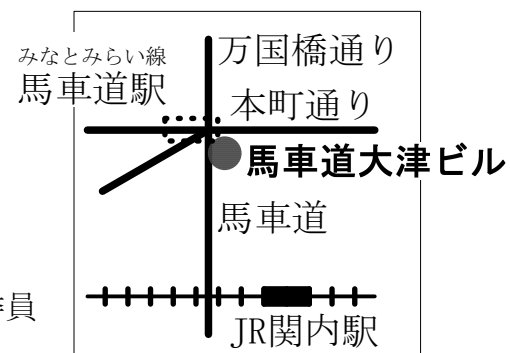 万国橋通り
みなとみらい線
馬車道駅
本町通り
馬車道大津ビル
馬車道
員
JR関内駅